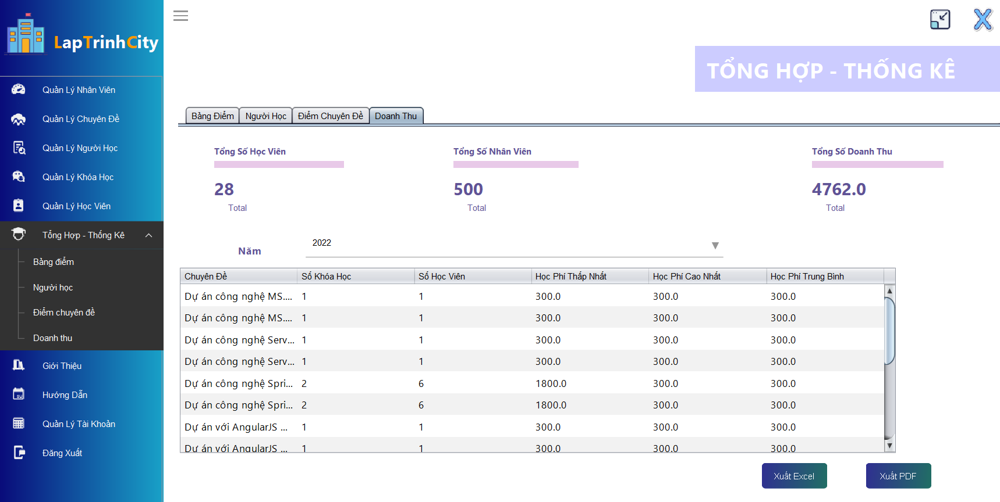 LapTrinhCity
Quản Lý Nhân Viên
Quản Lý Chuyên Đề
Quản Lý Người Học
Quản Lý Khóa Học
Quản Lý Học Viên
Tổng Hợp - Thống Kê
Bảng điểm
Người học
Điểm chuyên đề
Doanh thu
Giới Thiệu
Hướng Dẫn
Quản Lý Tài Khoản
Đăng Xuất
TỔNG HỢP - THỐNG KÊ
Bảng Điểm Người Học Điểm Chuyên Đề Doanh Thu
Tổng Số Học Viên Tổng Số Nhân Viên Tổng Số Doanh Thu
28 500 4762.0
Total Total Total
Năm 2022
Chuyên Đề Số Khóa Học Số Học Viên Học Phí Thấp Nhất Học Phí Cao Nhất Học Phí Trung Bình
Dự án công nghệ MS.... 1 1 300.0 300.0 300.0
Dự án công nghệ MS.... 1 1 300.0 300.0 300.0
Dự án công nghệ Serv... 1 1 300.0 300.0 300.0
Dự án công nghệ Serv... 1 1 300.0 300.0 300.0
Dự án công nghệ Spri... 2 6 1800.0 300.0 300.0
Dự án công nghệ Spri... 2 6 1800.0 300.0 300.0
Dự án với AngularJS ... 1 1 300.0 300.0 300.0
Dự án với AngularJS ... 1 1 300.0 300.0 300.0
Xuất Excel Xuất PDF